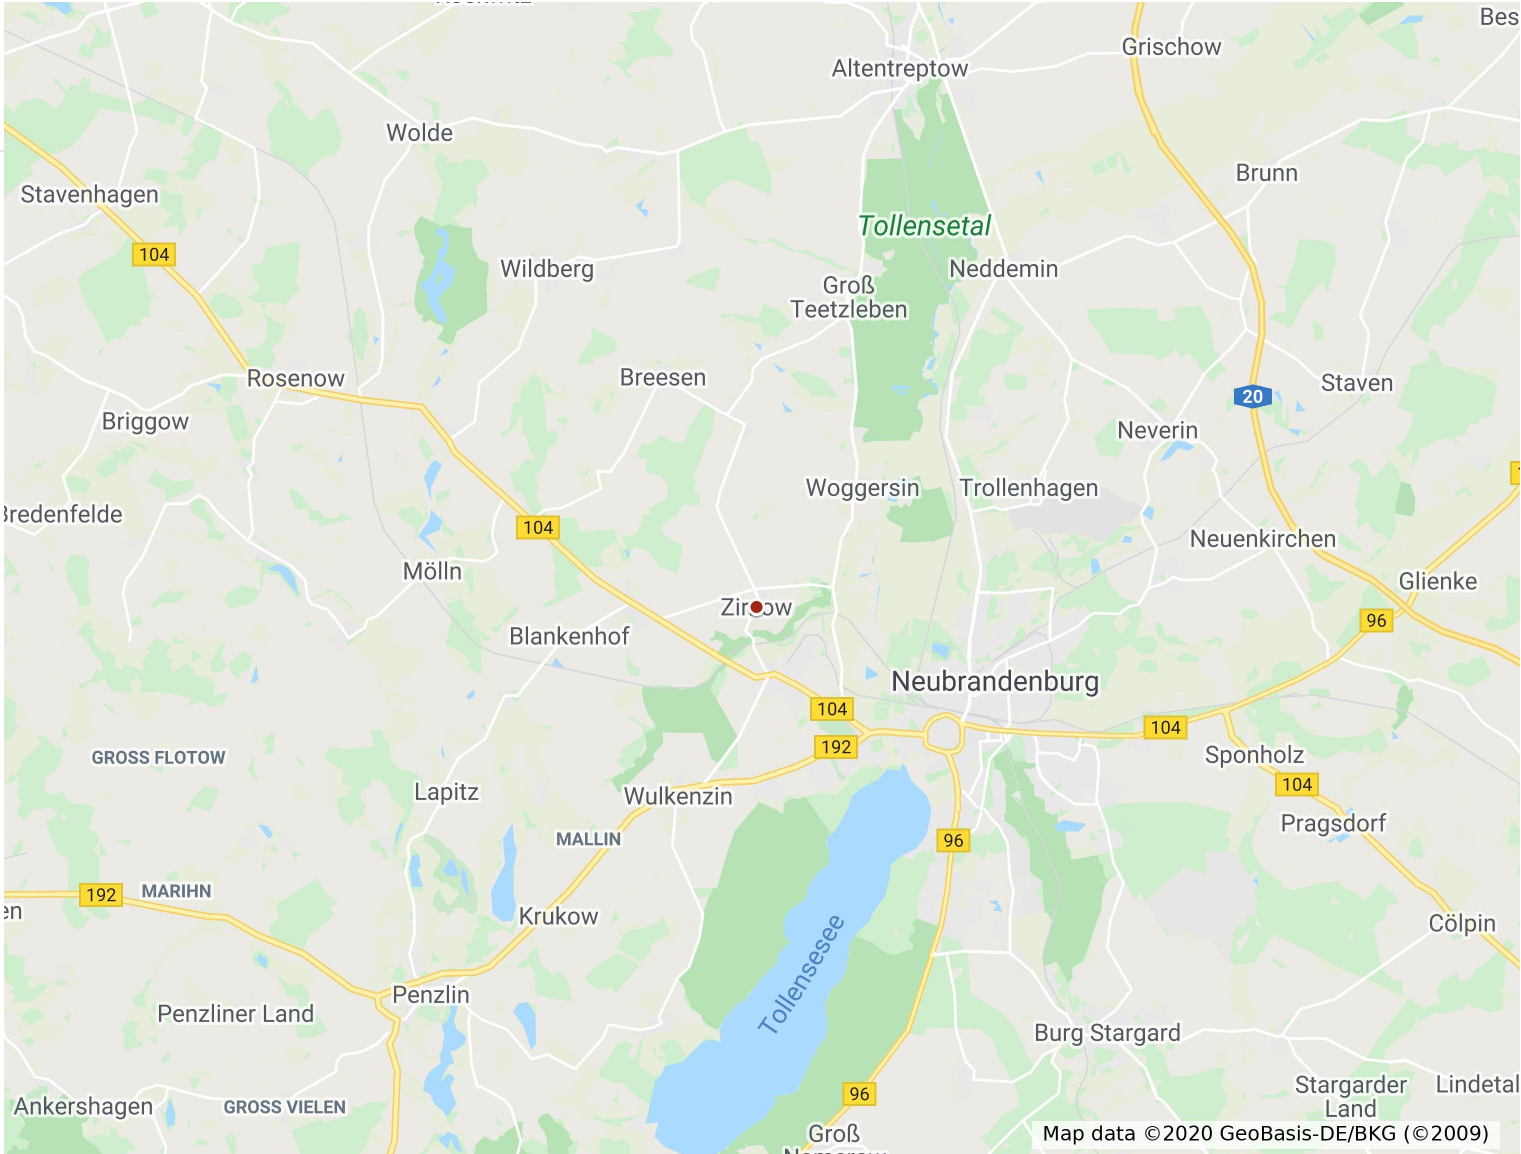 Grischow
Altentreptow
Wolde
Brunn
Stavenhagen
Tollensetal
104
Wildberg
Neddemin
Groß
Teetzleben
Rosenow
Breesen
Staven
20
Briggow
Neverin
Woggersin
Trollenhagen
Bredenfelde
104
Neuenkirchen
Mölln
Glienke
Blankenhof
96
Neubrandenburg
104
104
192
Sponholz
GROSS FLOTOW
104
Lapitz
Wulkenzin
Pragsdorf
MALLIN
96
192
MARIHN
en
Krukow
Cölpin
Tollensesee
Penzlin
Penzliner Land
Burg Stargard
Stargarder
Land
Lindetal
96
Ankershagen
GROSS VIELEN
Groß
Map data ©2020 GeoBasis-DE/BKG (©2009)